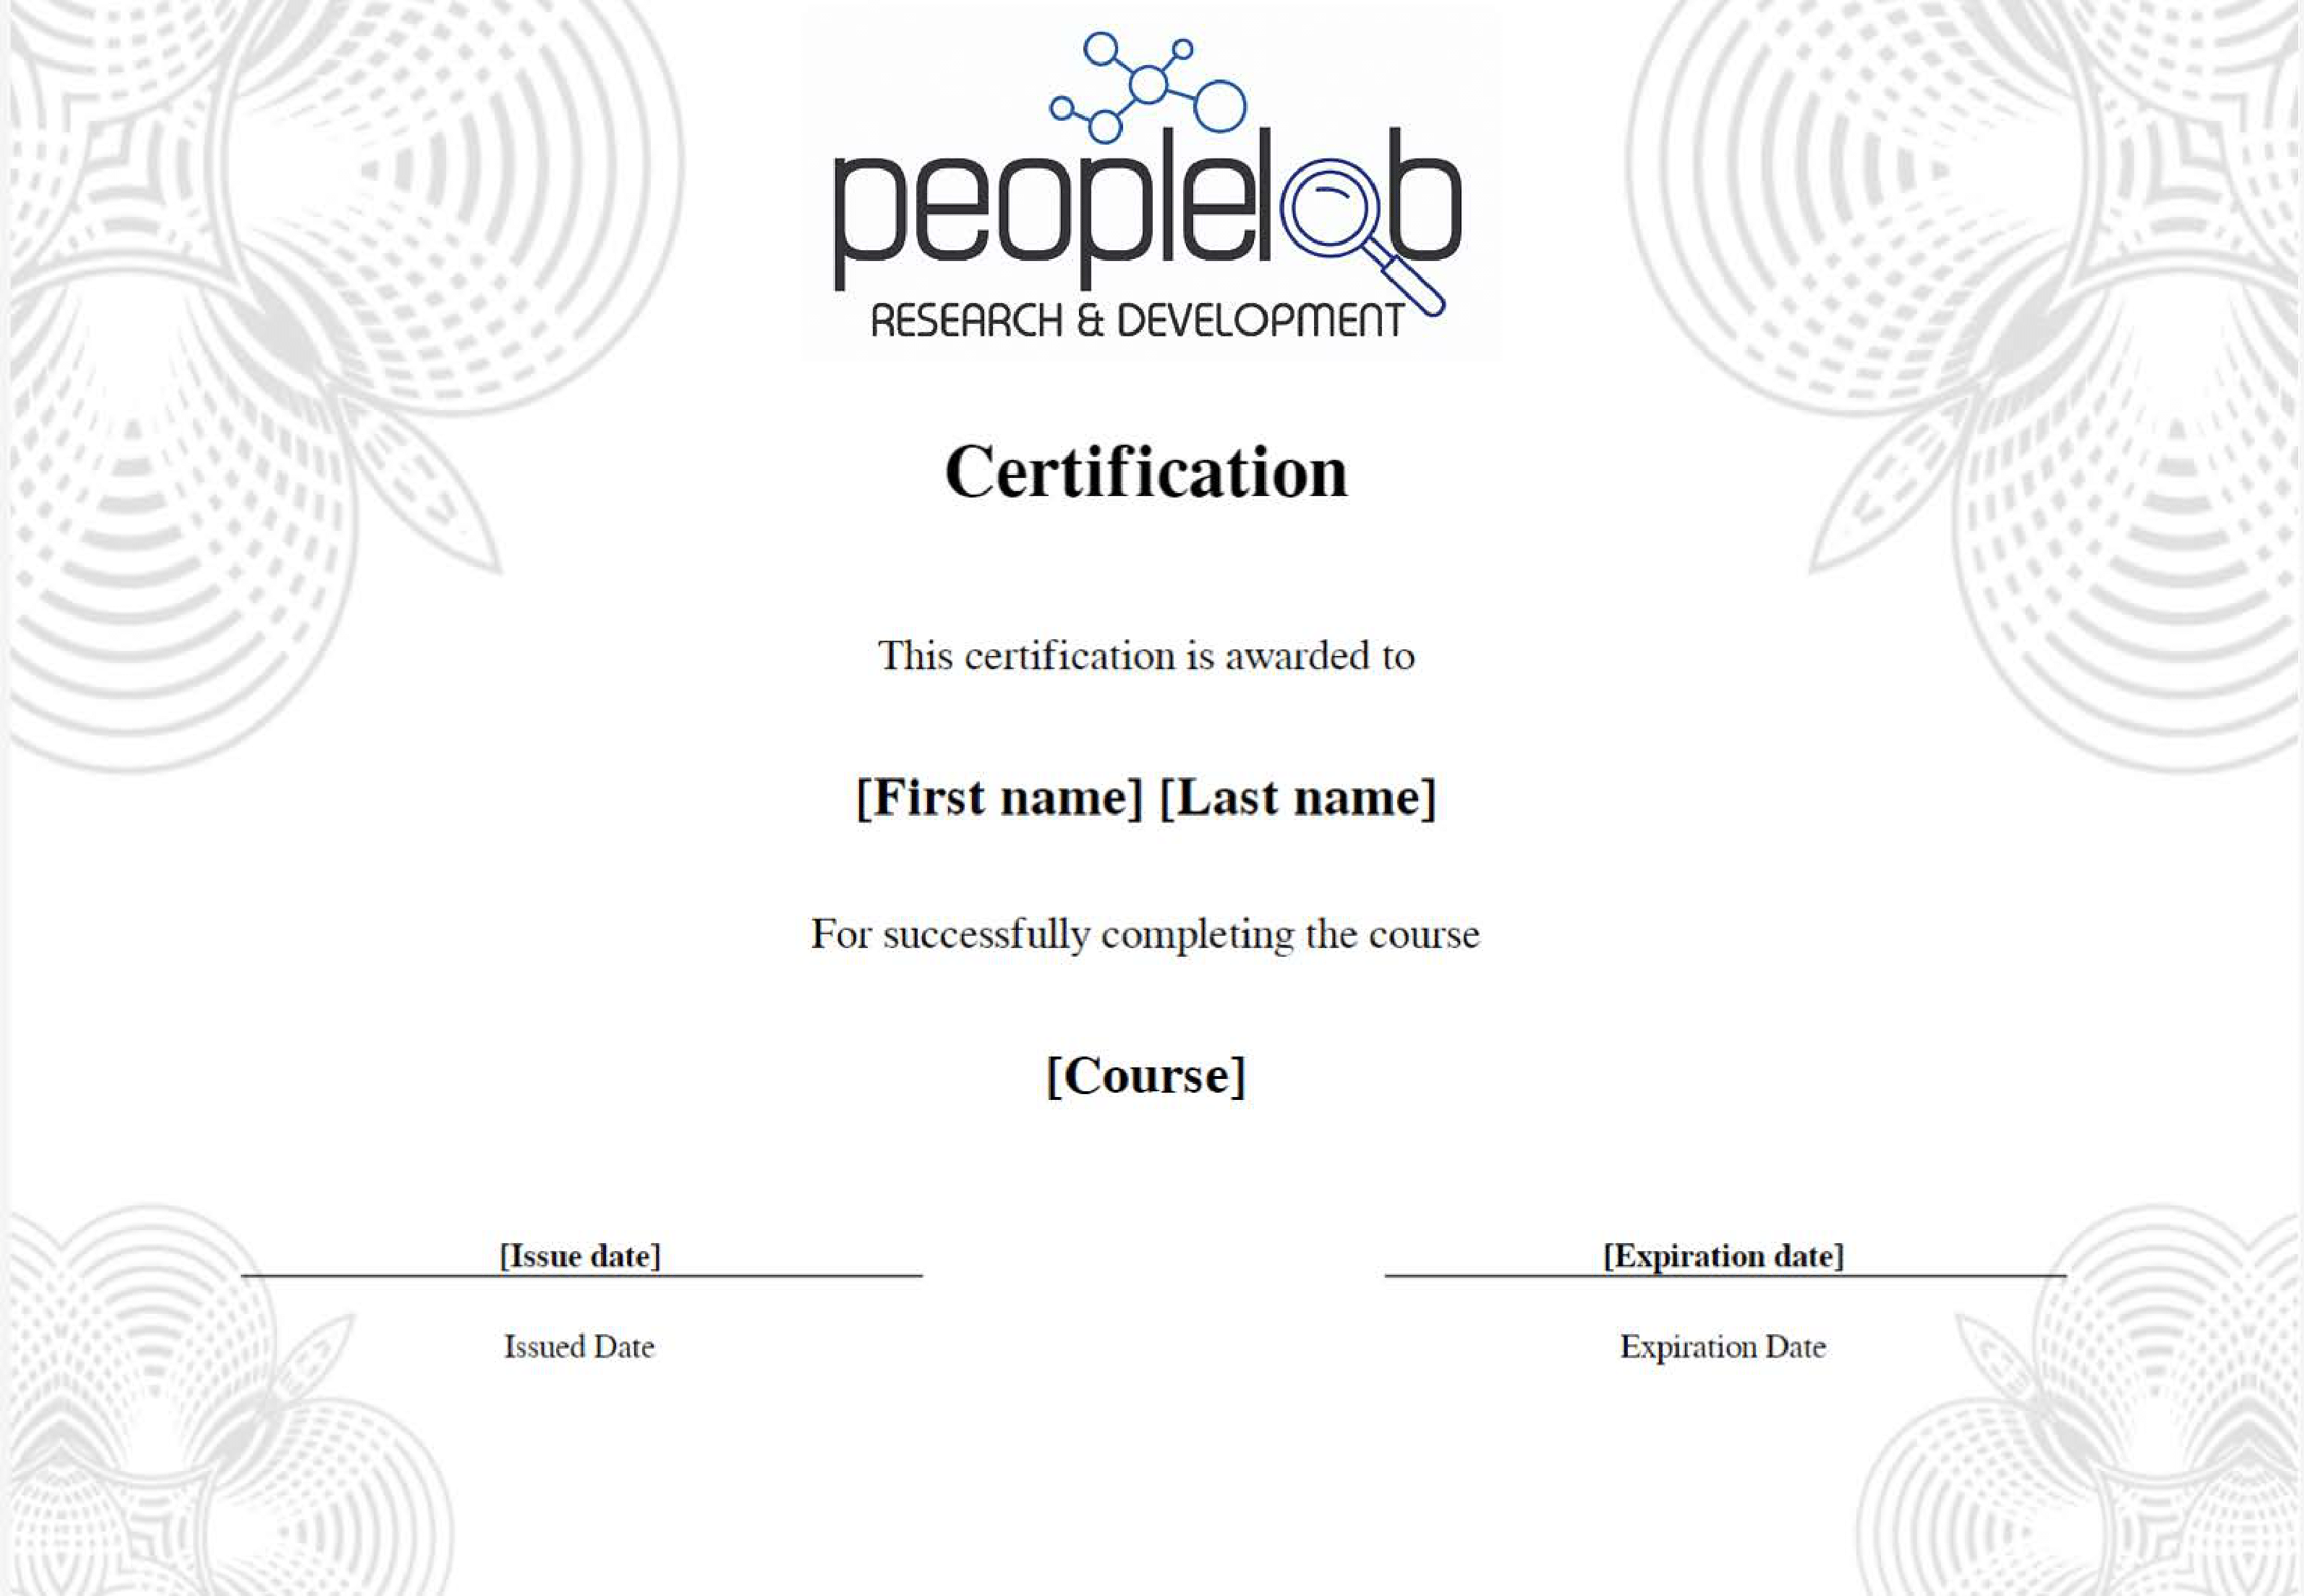 peoplelab
RESEARCH & DEVELOPMENT
Certification
This certification is awarded to
[First name] [Last name]
For successfully completing the course
[Course]
[Issue date]
[Expiration date]
Issued Date
Expiration Date